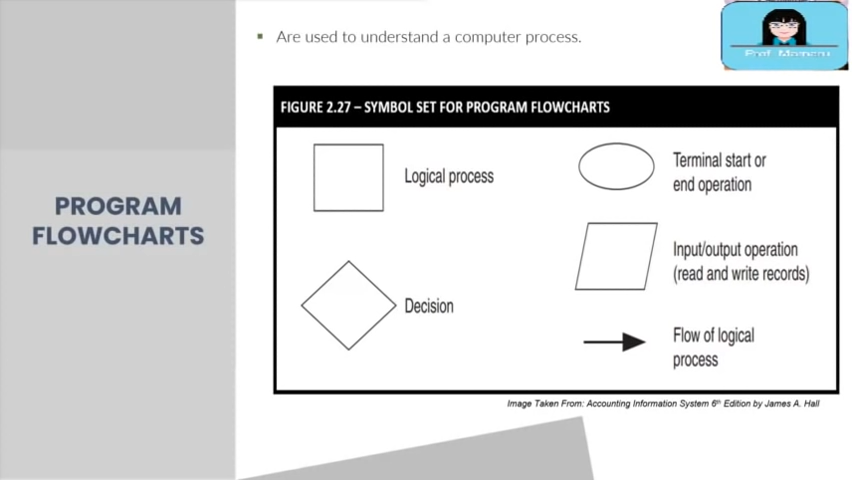 Are used to understand a computer process.
PROGRAM
FLOWCHARTS
FIGURE 2.27 – SYMBOL SET FOR PROGRAM FLOWCHARTS
Logical process
Terminal start or
end operation
Input/output operation
(read and write records)
Decision
Flow of logical
process
Image Taken From: Accounting Information System 6th Edition by James A. Hall
Prof.